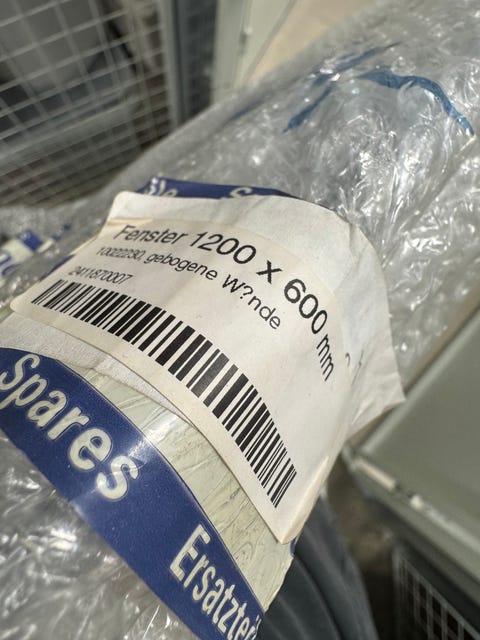 Fenster 1200 x 600 mm
10022230, gebogene W?nde
2411870007
Spares
Ersatzte